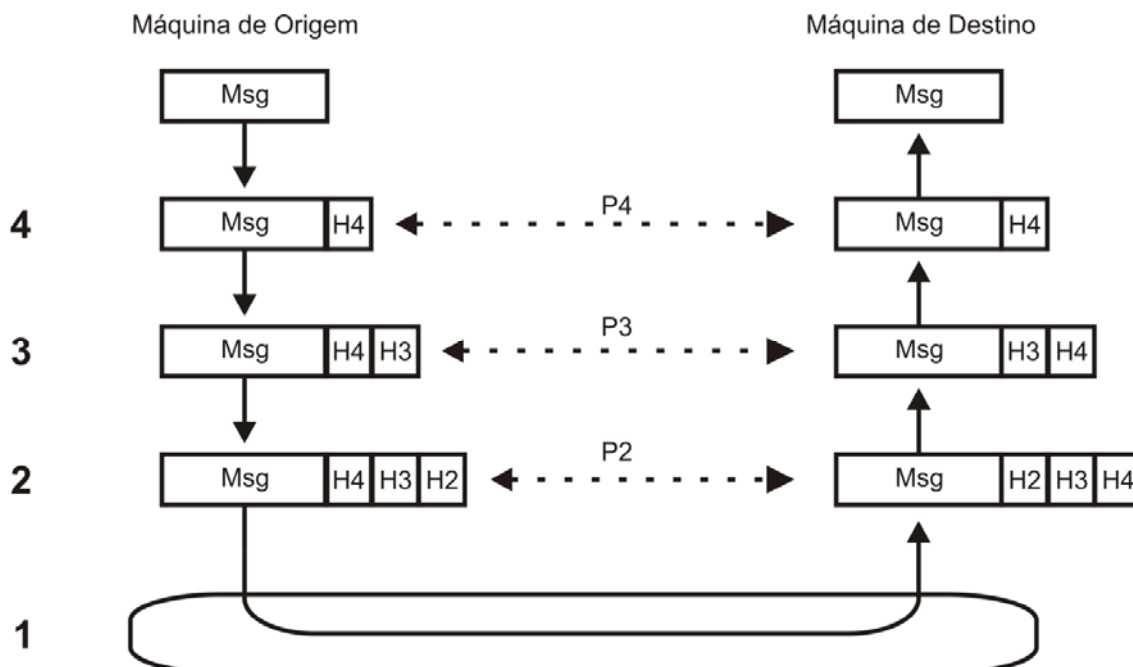 Máquina de Origem Máquina de Destino
Msg Msg
P4
4 Msg H4 Msg H4
P3
3 Msg H4 H3 Msg H3 H4
P2
2 Msg H4 H3 H2 Msg H2 H3 H4
1